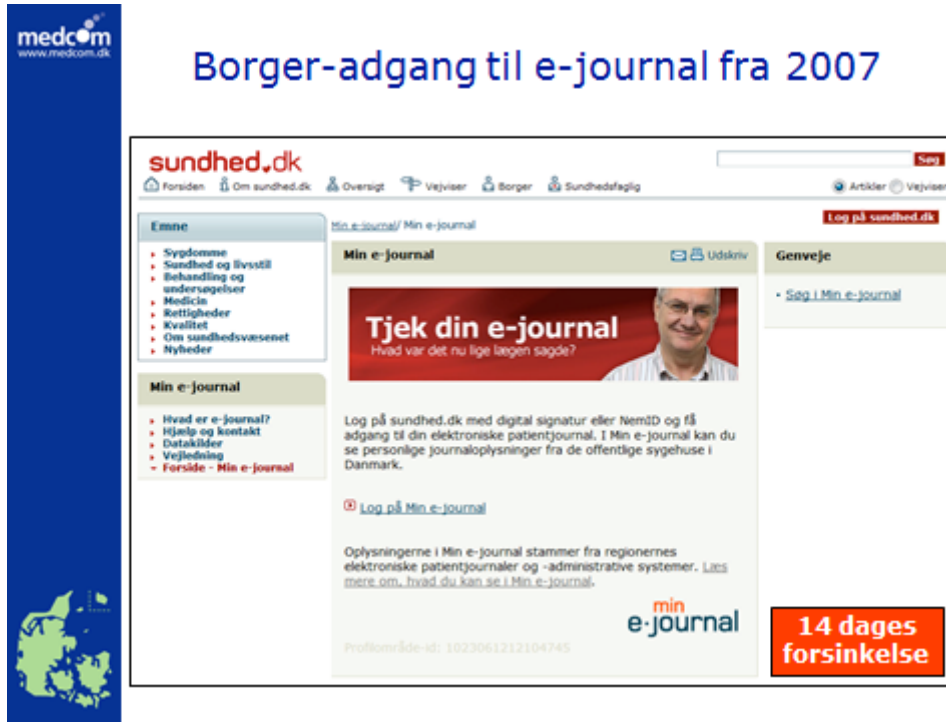 medcom
www.medcom.dk
Borger-adgang til e-journal fra 2007
sundhed.dk
Søg
Forsiden
Om sundhed.dk
Oversigt
Vejviser
Borger
Sundhedsfaglig
Artikler
Vejviser
Log på sundhed.dk
Emne
Sygdomme
Sundhed og livsstil
Behandling og
undersøgelser
Medicin
Rettigheder
Kvalitet
Om sundhedsvæsenet
Nyheder
Min e-journal
Hvad er e-journal?
Hjælp og kontakt
Datakilder
Vejledning
Forside - Min e-journal
Min e-journal/ Min e-journal
Min e-journal
Udskriv
Tjek din e-journal
Hvad var det nu lige lægen sagde?
Log på sundhed.dk med digital signatur eller NemID og få
adgang til din elektroniske patientjournal. I Min e-journal kan du
se personlige journaloplysninger fra de offentlige sygehuse i
Danmark.
Log på Min e-journal
Oplysningerne i Min e-journal stammer fra regionernes
elektroniske patientjournaler og -administrative systemer. Læs
mere om, hvad du kan se i Min e-journal.
min
e-journal
Profilområde-id: 1023061212104745
Genveje
Søg i Min e-journal
14 dages
forsinkelse